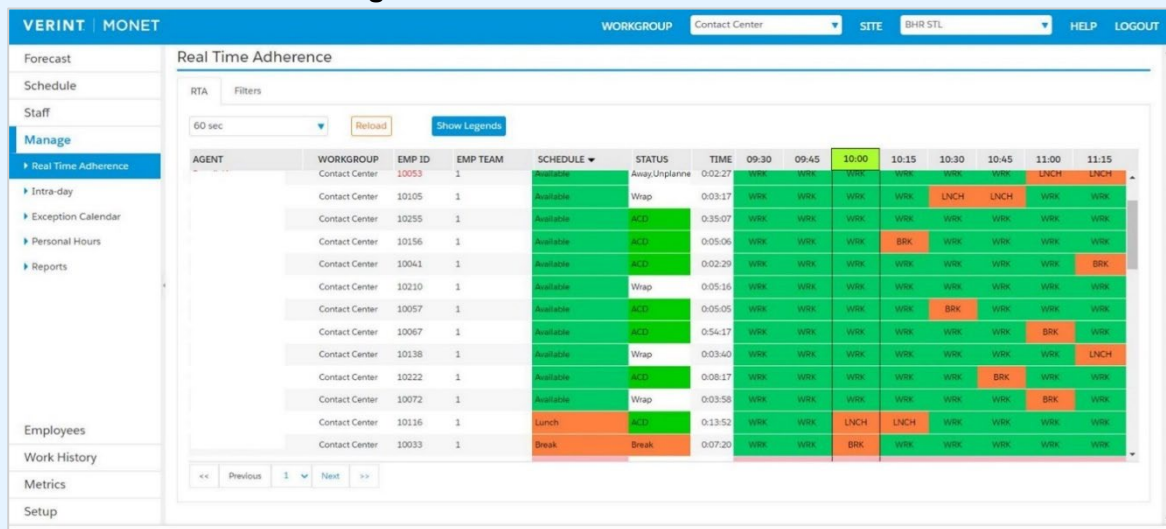 VERINT | MONET WORKGROUP Contact Center SITE BHR STL HELP LOGOUT
Forecast
Schedule
Staff
Manage
Real Time Adherence
Intra-day
Exception Calendar
Personal Hours
Reports
Employees
Work History
Metrics
Setup
Real Time Adherence
RTA Filters
60 sec Reload Show Legends
AGENT WORKGROUP EMP ID EMP TEAM SCHEDULE STATUS TIME 09:30 09:45 10:00 10:15 10:30 10:45 11:00 11:15
Contact Center 10053 1 Available Away,Unplanne 0:02:27 WRK WRK WRK WRK WRK WRK LNCH LNCH
Contact Center 10105 1 Available Wrap 0:03:17 WRK WRK WRK WRK LNCH LNCH WRK WRK
Contact Center 10255 1 Available ACD 0:35:07 WRK WRK WRK WRK WRK WRK WRK WRK
Contact Center 10156 1 Available ACD 0:05:06 WRK WRK WRK BRK WRK WRK WRK WRK
Contact Center 10041 1 Available ACD 0:02:29 WRK WRK WRK WRK WRK WRK WRK BRK
Contact Center 10210 1 Available Wrap 0:05:16 WRK WRK WRK WRK WRK WRK WRK WRK
Contact Center 10057 1 Available ACD 0:05:05 WRK WRK WRK WRK BRK WRK WRK WRK
Contact Center 10067 1 Available ACD 0:54:17 WRK WRK WRK WRK WRK WRK BRK WRK
Contact Center 10138 1 Available Wrap 0:03:40 WRK WRK WRK WRK WRK WRK WRK LNCH
Contact Center 10222 1 Available ACD 0:08:17 WRK WRK WRK WRK WRK BRK WRK WRK
Contact Center 10072 1 Available Wrap 0:03:58 WRK WRK WRK WRK WRK WRK BRK WRK
Contact Center 10116 1 Lunch ACD 0:13:52 WRK WRK LNCH LNCH WRK WRK WRK WRK
Contact Center 10033 1 Break Break 0:07:20 WRK WRK BRK WRK WRK WRK WRK WRK
<< Previous 1 Next >>